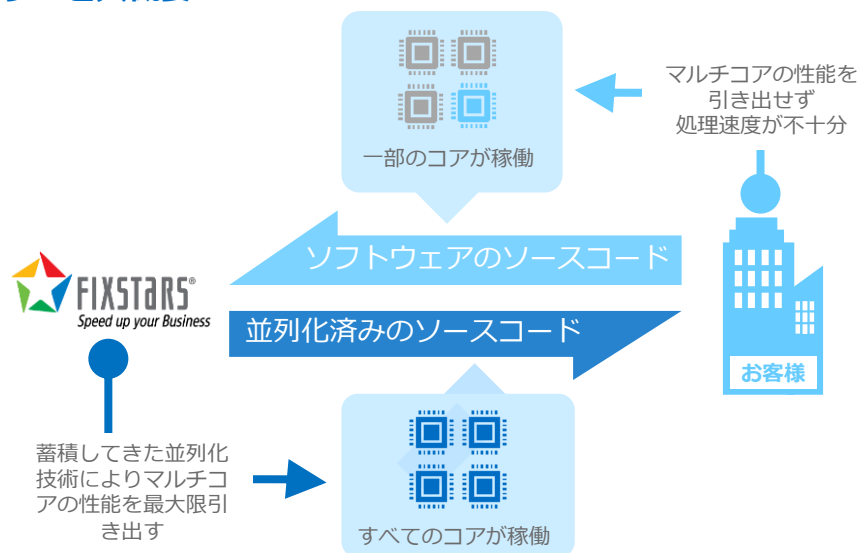 マルチコアの性能を
引き出せず
処理速度が不十分
一部のコアが稼働
ソフトウェアのソースコード
FIXSTARS®
Speed up your Business
並列化済みのソースコード
お客様
蓄積してきた並列化
技術によりマルチコ
アの性能を最大限引
き出す
すべてのコアが稼働